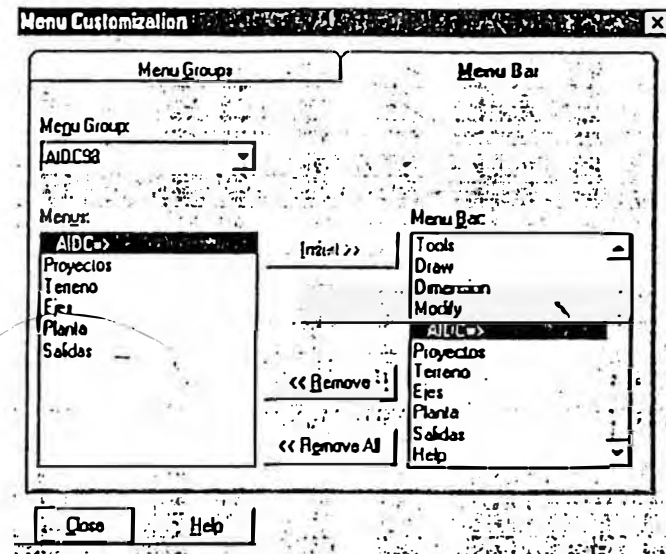 Menu Customization
Menu Groups
Menu Bar
Menu Group:
AIDC98
Menus:
AIDC=>
Proyectos
Terreno
Ejes
Planta
Salidas
Insert >>
<< Remove
<< Remove All
Menu Bar:
Tools
Draw
Dimension
Modify
AIDC=>
Proyectos
Terreno
Ejes
Planta
Salidas
Help
Close
Help